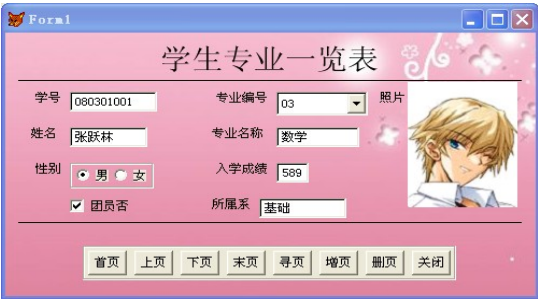 Form1
学生专业一览表
学号 080301001 专业编号 03 照片
姓名 张跃林 专业名称 数学
性别 男 女 入学成绩 589
团员否 所属系 基础
首页 上页 下页 末页 寻页 增页 删页 关闭